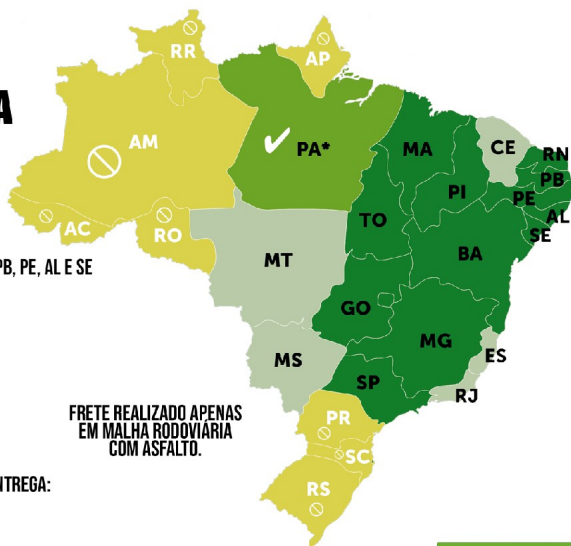 A
RR
AP
AM
PA*
MA
CE
RN
PB
PI
PE
AL
SE
AC
RO
TO
BA
PB, PE, AL E SE
MT
GO
MG
ES
MS
SP
RJ
FRETE REALIZADO APENAS
EM MALHA RODOVIÁRIA
COM ASFALTO.
PR
SC
NTREGA:
RS